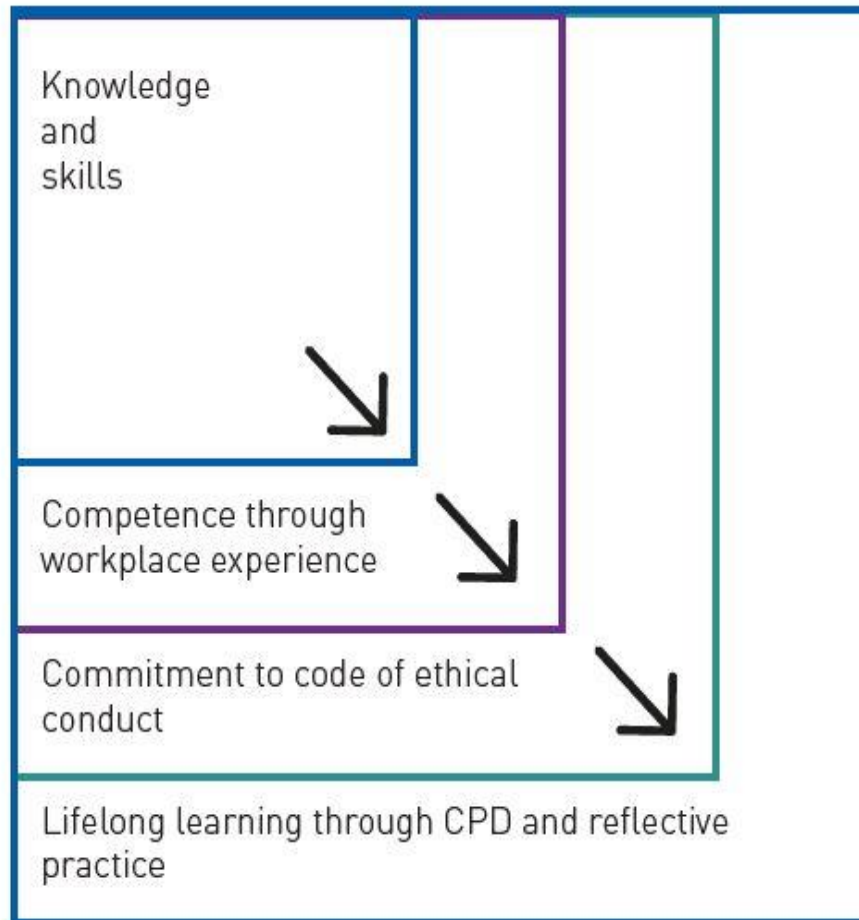 Knowledge
and
skills
Competence through
workplace experience
Commitment to code of ethical
conduct
Lifelong learning through CPD and reflective
practice